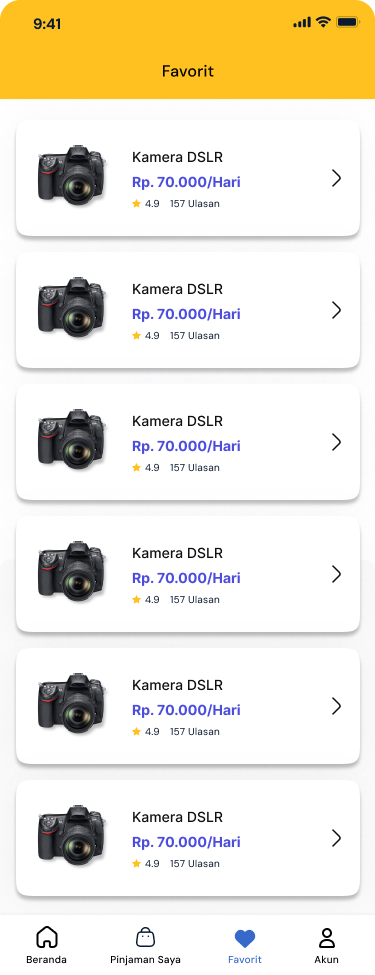 9:41
Favorit
Kamera DSLR
Rp. 70.000/Hari
4.9 157 Ulasan
Kamera DSLR
Rp. 70.000/Hari
4.9 157 Ulasan
Kamera DSLR
Rp. 70.000/Hari
4.9 157 Ulasan
Kamera DSLR
Rp. 70.000/Hari
4.9 157 Ulasan
Kamera DSLR
Rp. 70.000/Hari
4.9 157 Ulasan
Kamera DSLR
Rp. 70.000/Hari
4.9 157 Ulasan
Beranda Pinjaman Saya Favorit Akun